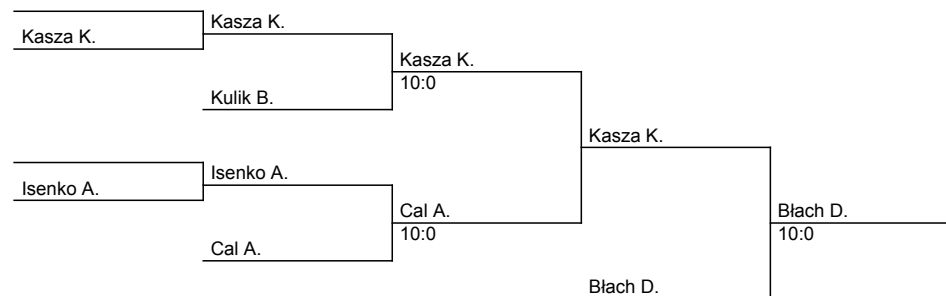 Kasza K.
Kasza K.
Kasza K.
10:0
Kulik B.
Kasza K.
Isenko A.
Isenko A.
Cal A.
10:0
Błach D.
10:0
Cal A.
Błach D.